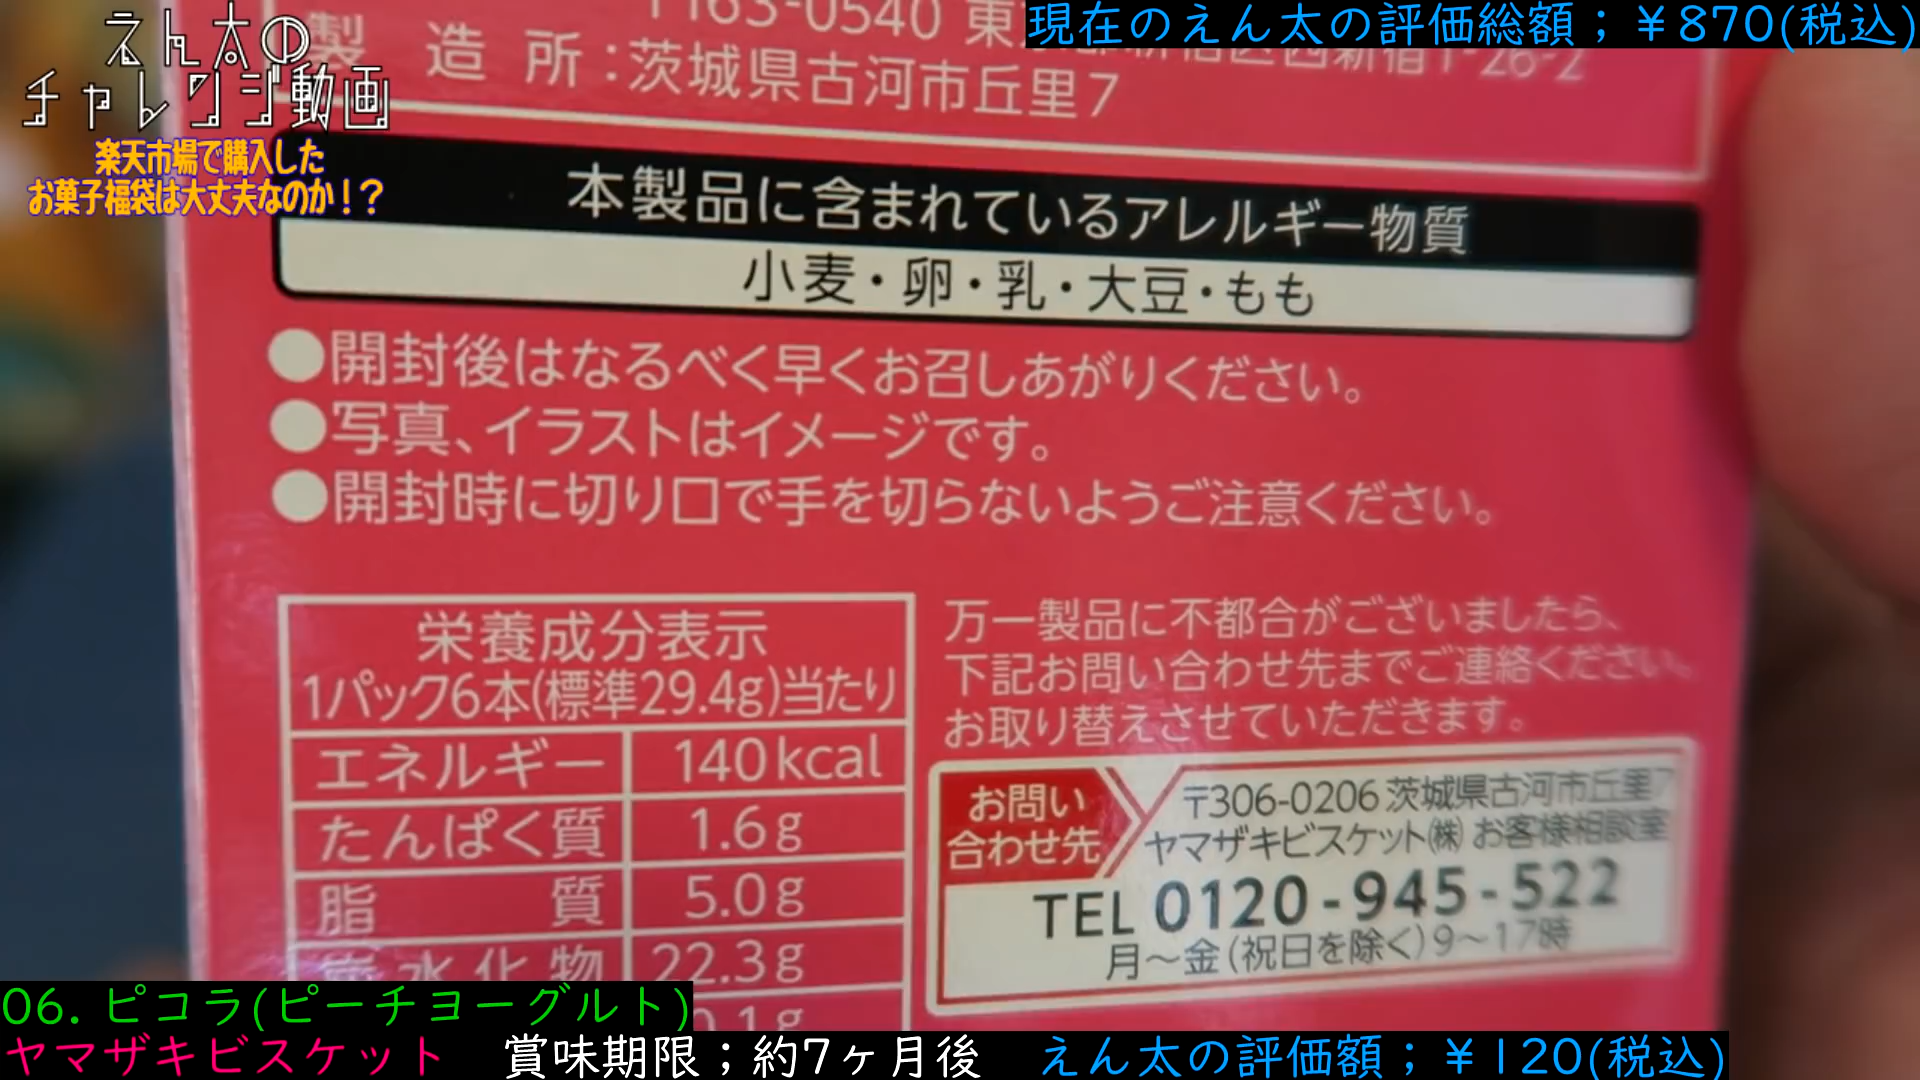 えん太の
チャレンジ動画
楽天市場で購入した
お菓子福袋は大丈夫なのか！？
現在のえん太の評価総額；￥870(税込)
〒163-0540 東
西新宿1-26-2
製造所:茨城県古河市丘里7
本製品に含まれているアレルギー物質
小麦・卵・乳・大豆・もも
●開封後はなるべく早くお召しあがりください。
●写真、イラストはイメージです。
●開封時に切り口で手を切らないようご注意ください。
栄養成分表示
1パック6本(標準29.4g)当たり
エネルギー 140kcal
たんぱく質 1.6g
脂質 5.0g
炭水化物 22.3g
0.1g
万一製品に不都合がございましたら、
下記お問い合わせ先までご連絡ください。
お取り替えさせていただきます。
お問い
合わせ先
〒306-0206 茨城県古河市丘里7
ヤマザキビスケット㈱ お客様相談室
TEL 0120-945-522
月～金(祝日を除く)9～17時
06. ピコラ(ピーチヨーグルト)
ヤマザキビスケット 賞味期限；約7ヶ月後 えん太の評価額；￥120(税込)